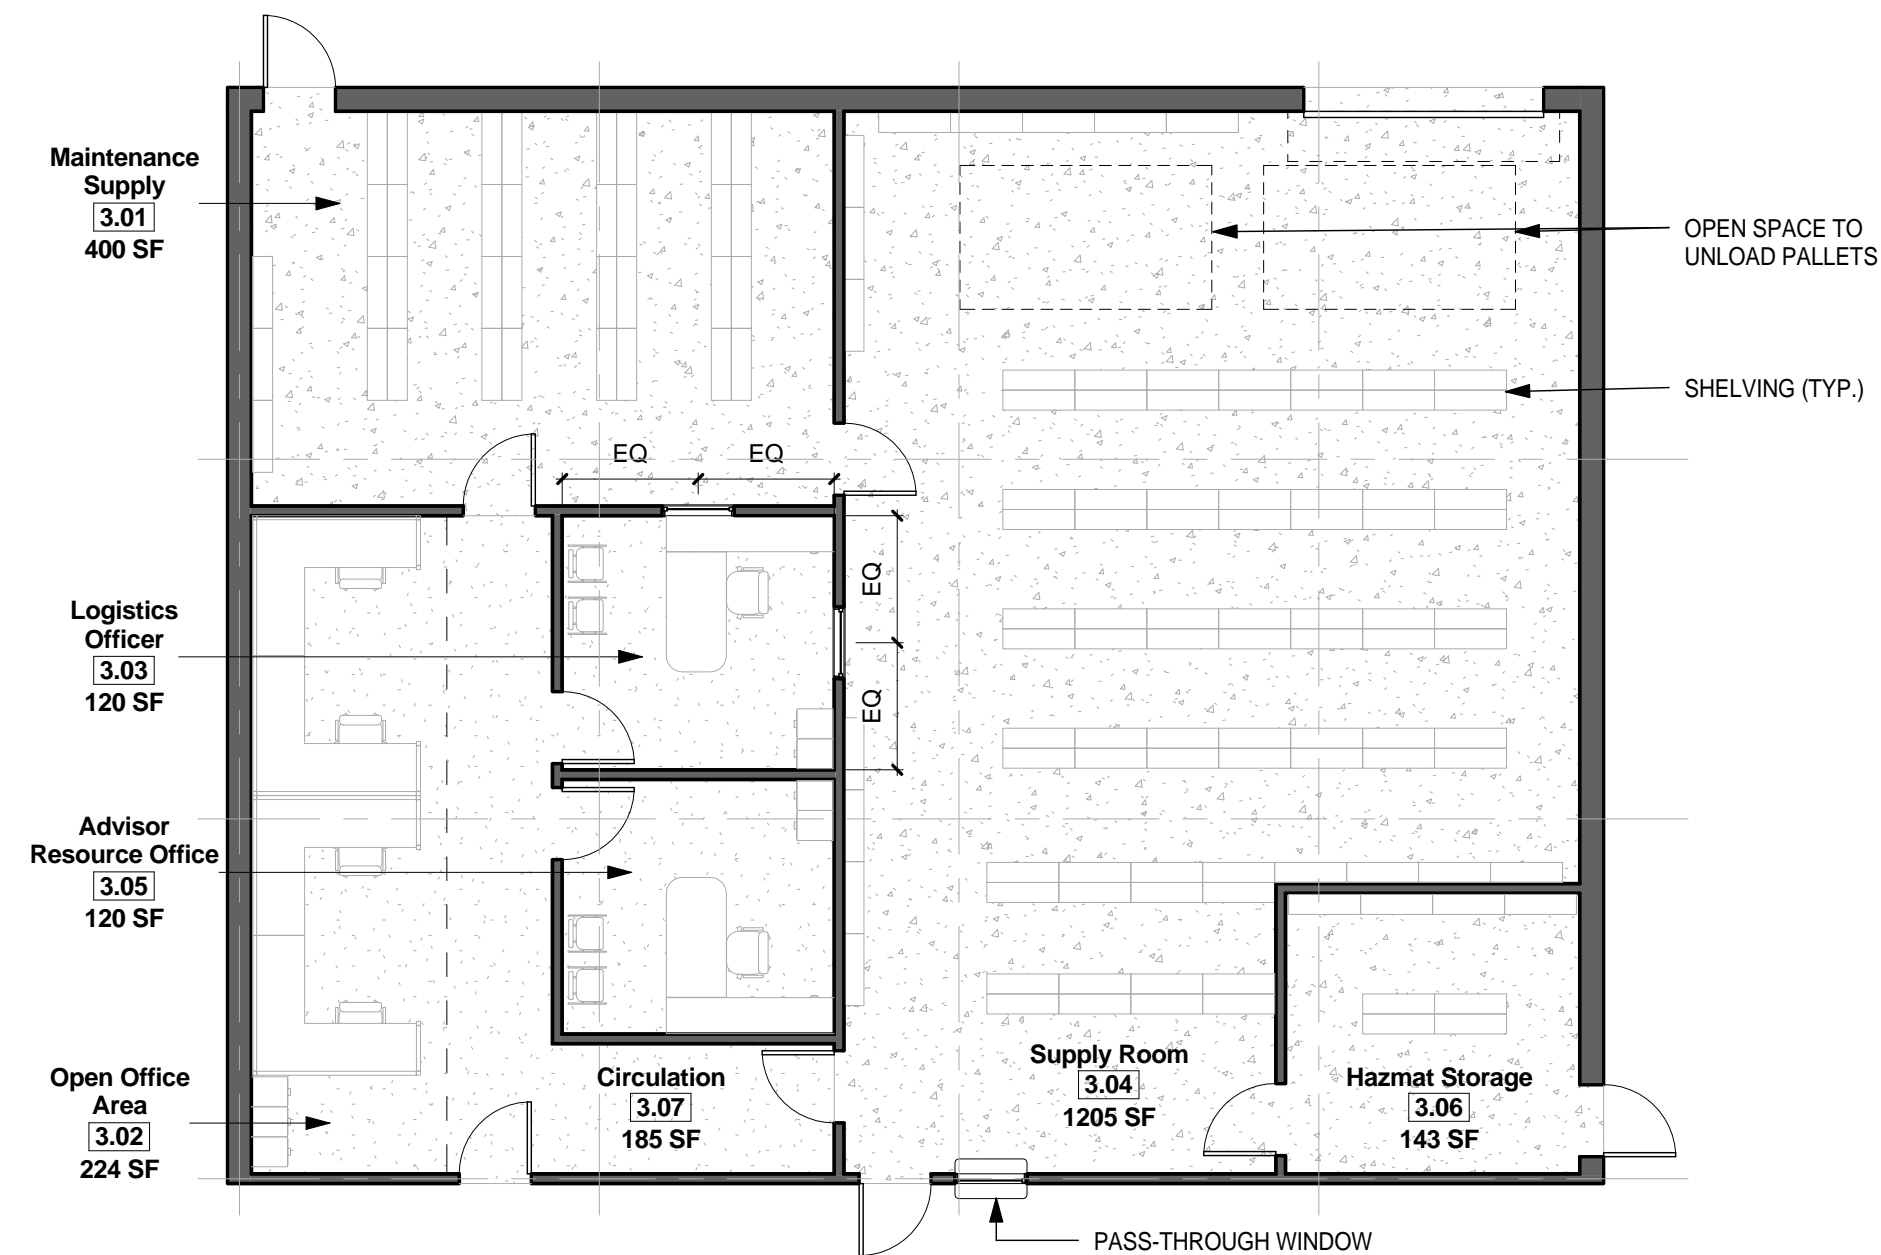 Maintenance
Supply
3.01
400 SF
OPEN SPACE TO
UNLOAD PALLETS
SHELVING (TYP.)
EQ
EQ
EQ
EQ
Logistics
Officer
3.03
120 SF
Advisor
Resource Office
3.05
120 SF
Open Office
Area
3.02
224 SF
Circulation
3.07
185 SF
Supply Room
3.04
1205 SF
Hazmat Storage
3.06
143 SF
PASS-THROUGH WINDOW